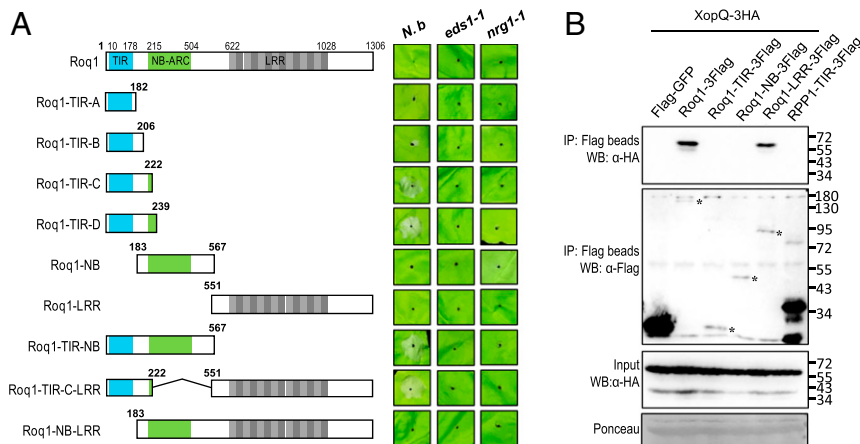 A
N.b eds1-1 nrg1-1
1 10 178 215 504 622 1028 1306
Roq1 TIR NB-ARC LRR
182
Roq1-TIR-A
206
Roq1-TIR-B
222
Roq1-TIR-C
239
Roq1-TIR-D
183 567
Roq1-NB
551
Roq1-LRR
567
Roq1-TIR-NB
222 551
Roq1-TIR-C-LRR
183
Roq1-NB-LRR
B
XopQ-3HA
Flag-GFP
Roq1-3Flag
Roq1-TIR-3Flag
Roq1-NB-3Flag
Roq1-LRR-3Flag
RPP1-TIR-3Flag
IP: Flag beads
WB: α-HA
72
55
43
34
IP: Flag beads
WB: α-Flag
180
130
95
72
55
43
34
*
*
*
*
Input
WB:α-HA
72
55
43
34
Ponceau